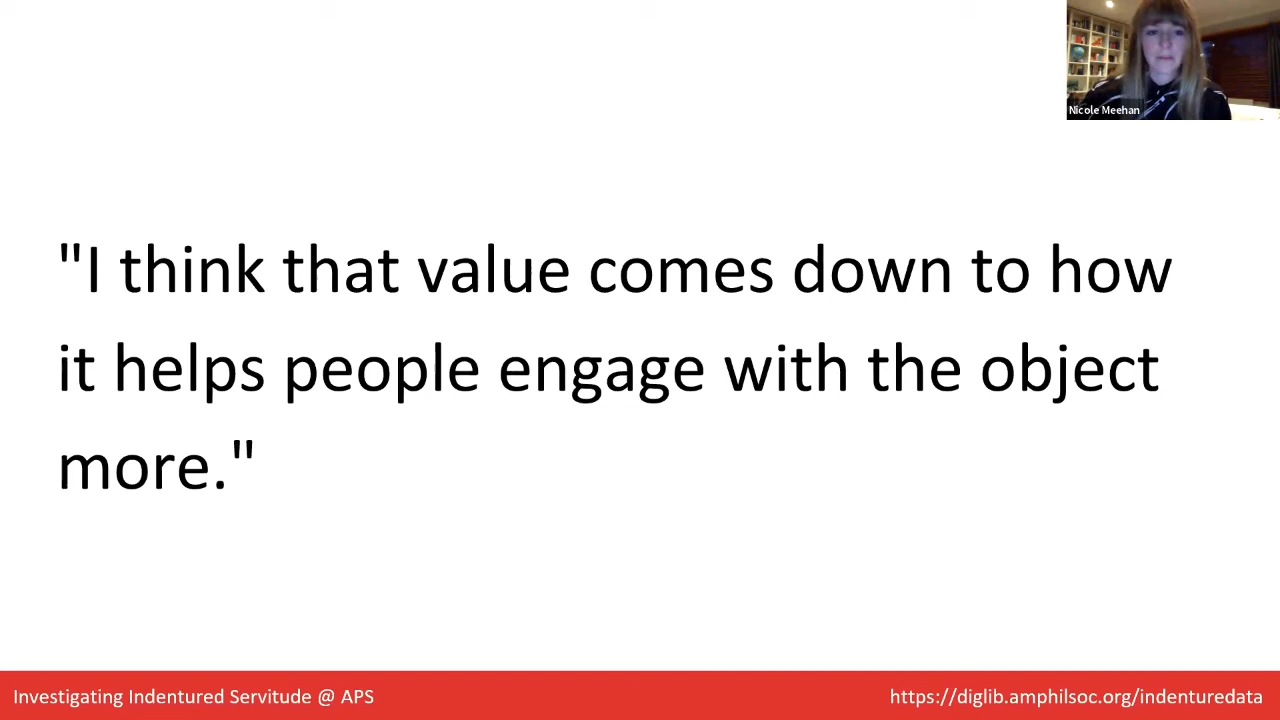 Nicole Meehan
"I think that value comes down to how
it helps people engage with the object
more."
Investigating Indentured Servitude @ APS
https://diglib.amphilsoc.org/indenturedata